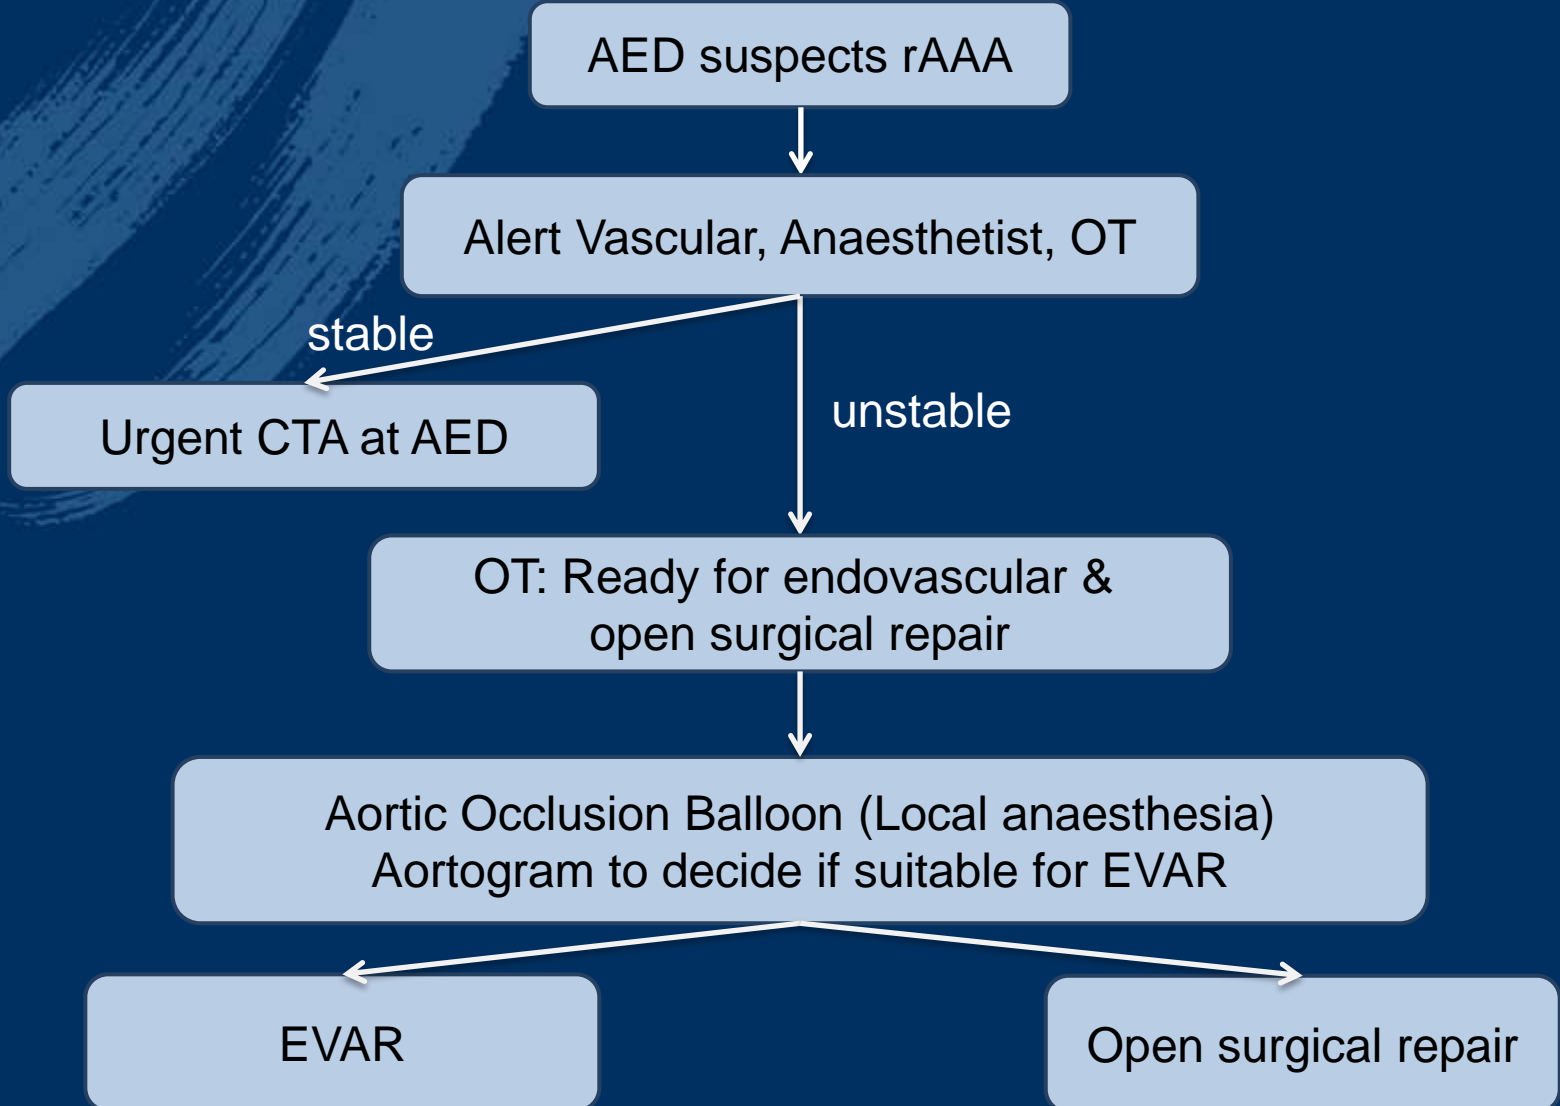 AED suspects rAAA
Alert Vascular, Anaesthetist, OT
stable
Urgent CTA at AED
unstable
OT: Ready for endovascular &
open surgical repair
Aortic Occlusion Balloon (Local anaesthesia)
Aortogram to decide if suitable for EVAR
EVAR
Open surgical repair